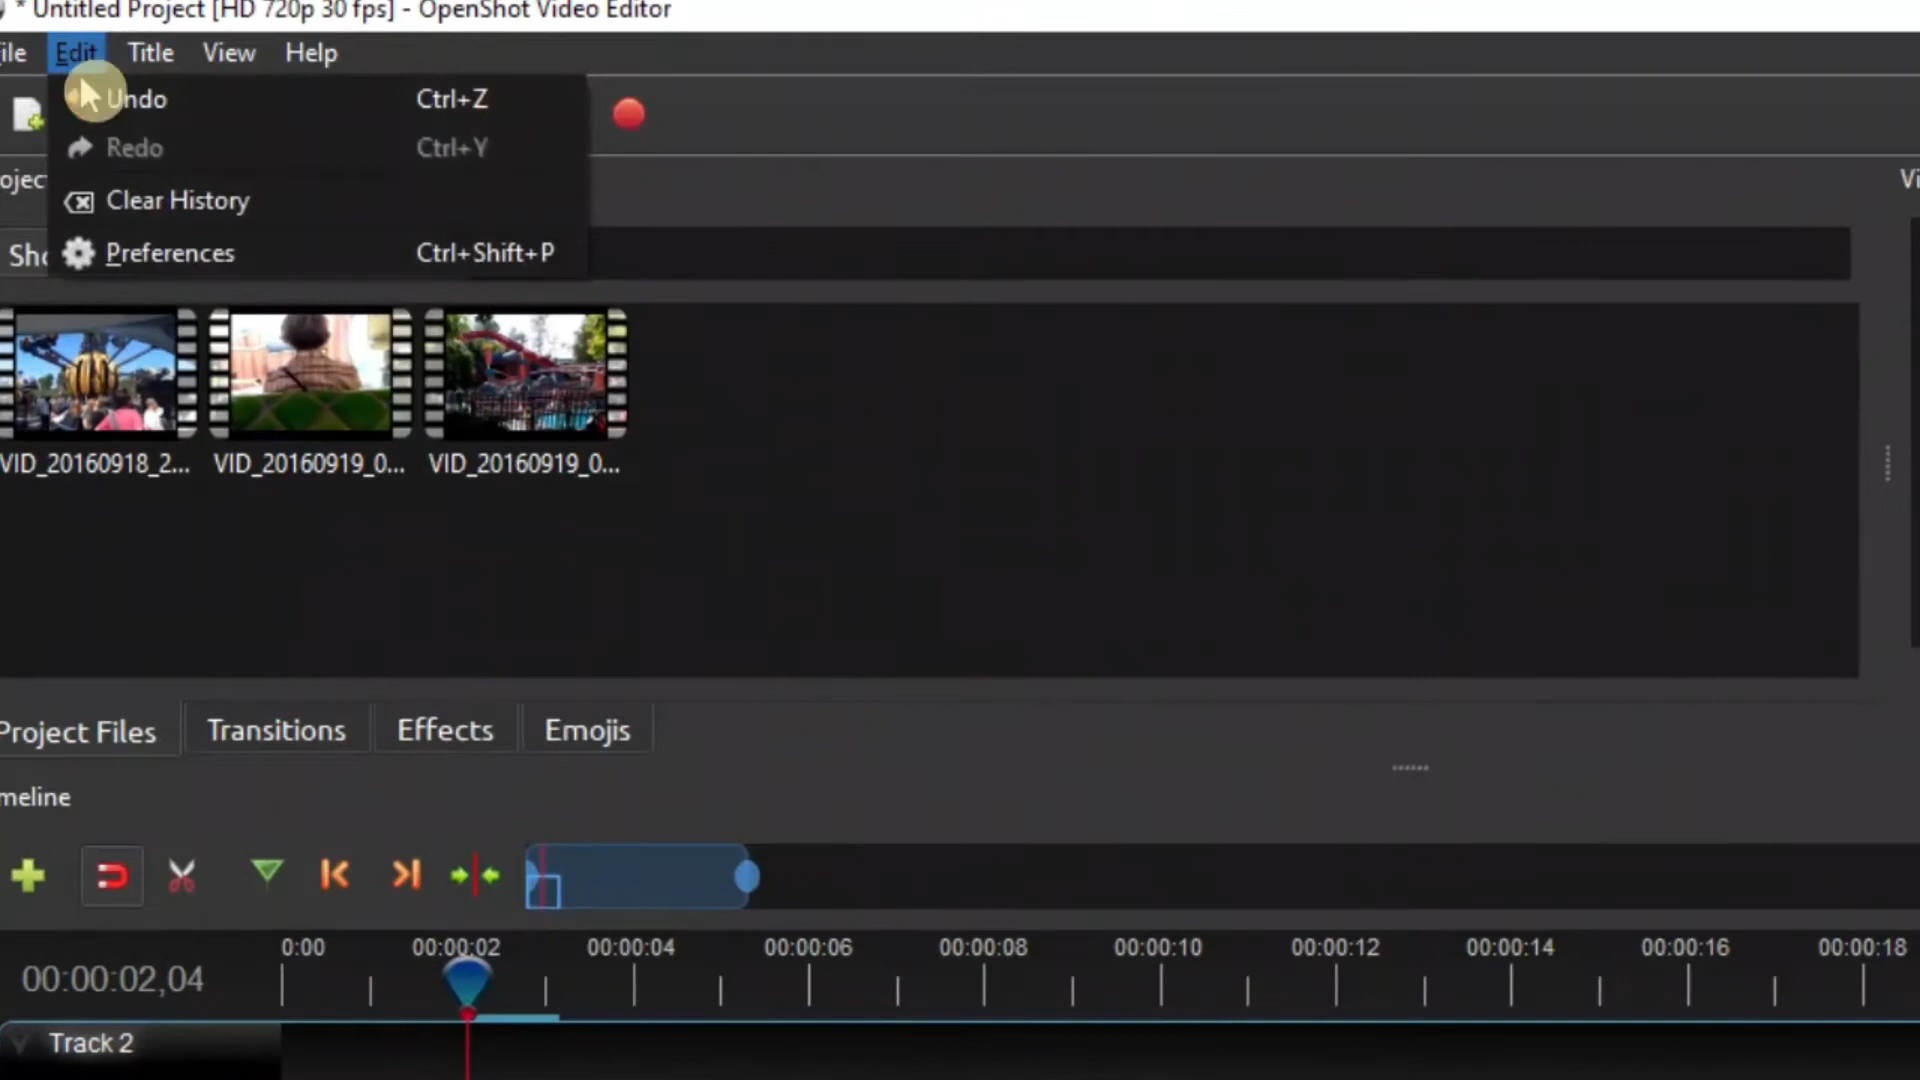 * Untitled Project [HD 720p 30 fps] - OpenShot Video Editor
ile Edit Title View Help
Undo Ctrl+Z
Redo Ctrl+Y
Clear History
Preferences Ctrl+Shift+P
ojec
Vi
Sho
VID_20160918_2... VID_20160919_0... VID_20160919_0...
Project Files Transitions Effects Emojis
meline
0:00 00:00:02 00:00:04 00:00:06 00:00:08 00:00:10 00:00:12 00:00:14 00:00:16 00:00:18
00:00:02,04
Track 2